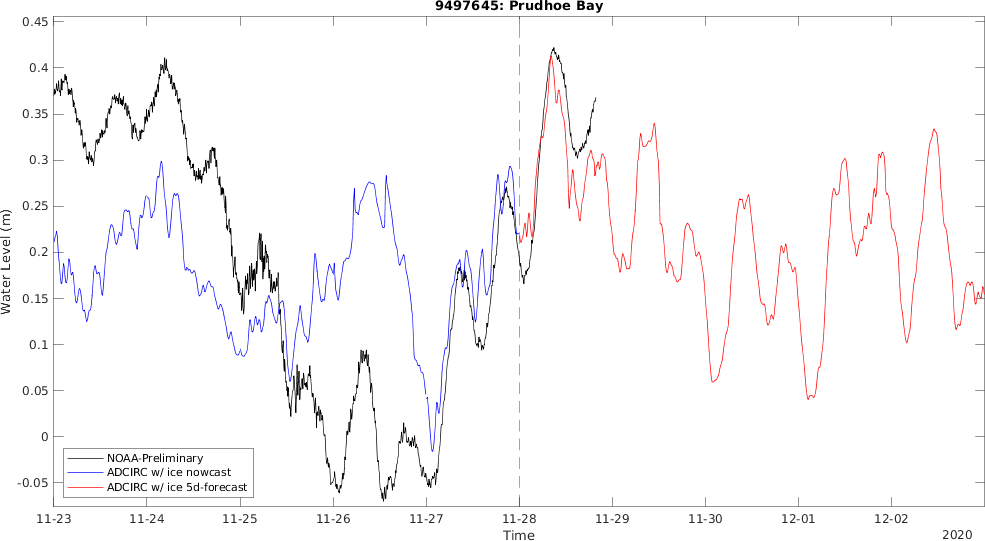 9497645: Prudhoe Bay
0.45
0.4
0.35
0.3
0.25
0.2
0.15
0.1
0.05
0
-0.05
Water Level (m)
NOAA-Preliminary
ADCIRC w/ ice nowcast
ADCIRC w/ ice 5d-forecast
11-23 11-24 11-25 11-26 11-27 11-28 11-29 11-30 12-01 12-02
Time
2020